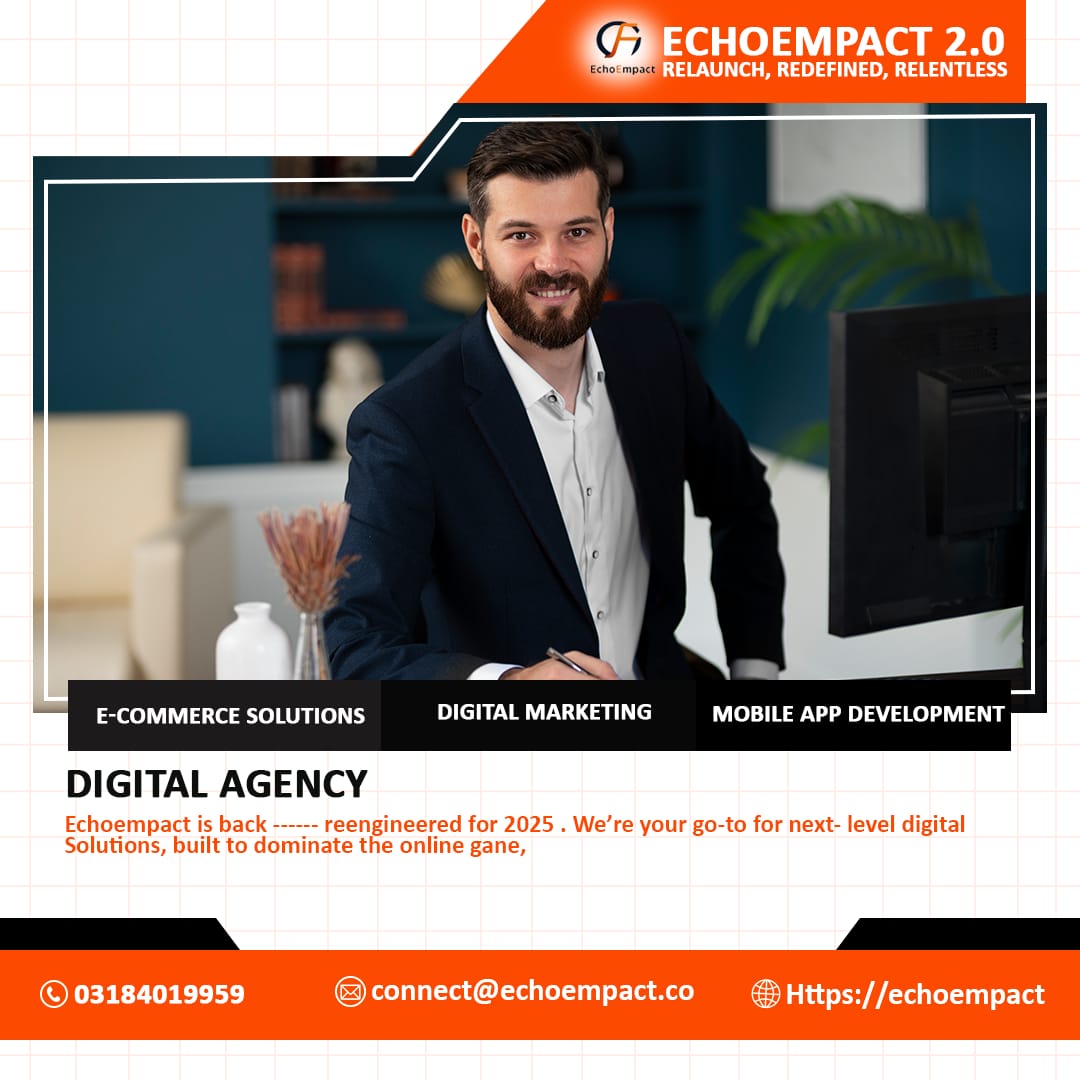 EchoEmpact
ECHOEMPACT 2.0
RELAUNCH, REDEFINED, RELENTLESS
E-COMMERCE SOLUTIONS
DIGITAL MARKETING
MOBILE APP DEVELOPMENT
DIGITAL AGENCY
Echoempact is back ------ reengineered for 2025 . We’re your go-to for next- level digital
Solutions, built to dominate the online gane,
03184019959
connect@echoempact.co
Https://echoempact